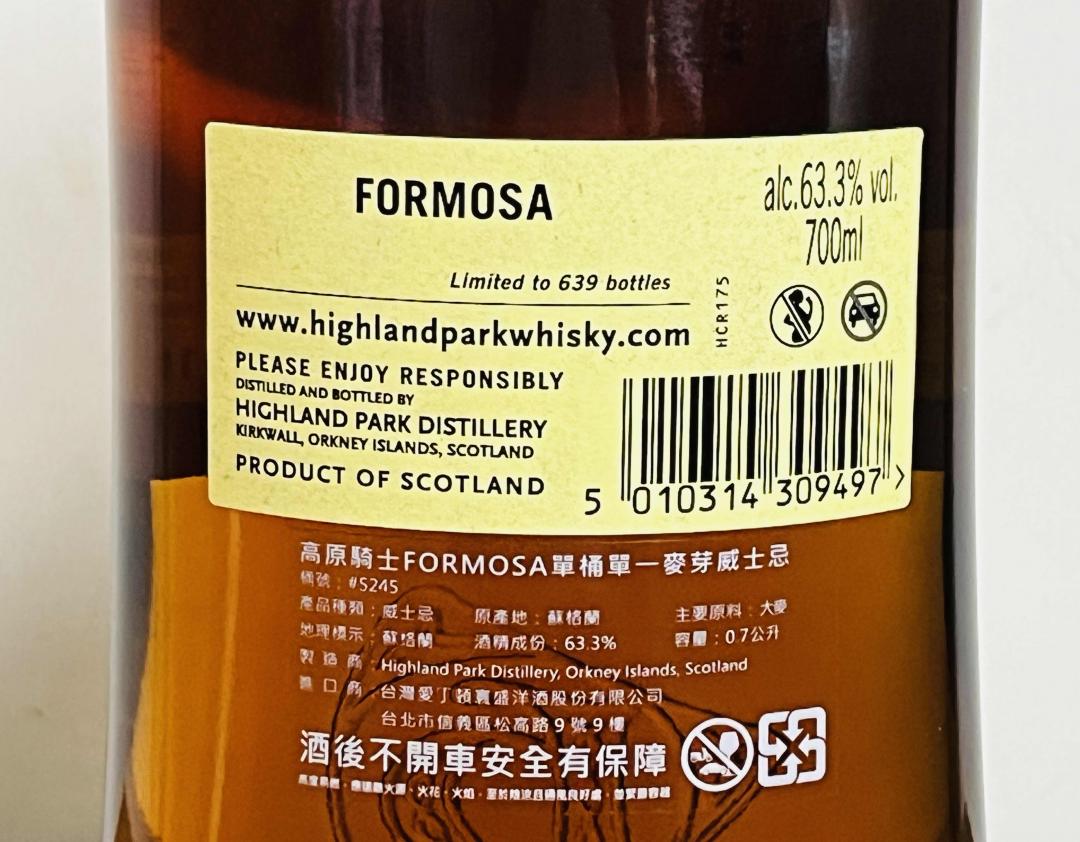 FORMOSA
alc.63.3% vol.
700ml
Limited to 639 bottles
HCR175
www.highlandparkwhisky.com
PLEASE ENJOY RESPONSIBLY
DISTILLED AND BOTTLED BY
HIGHLAND PARK DISTILLERY
KIRKWALL, ORKNEY ISLANDS, SCOTLAND
PRODUCT OF SCOTLAND
5 010314 309497 >
高原騎士FORMOSA單桶單一麥芽威士忌
桶號：#5245
產品種類：威士忌 原產地：蘇格蘭 主要原料：大麥
地理標示：蘇格蘭 酒精成份：63.3% 容量：0.7公升
製造商：Highland Park Distillery, Orkney Islands, Scotland
進口商：台灣愛丁頓寰盛洋酒股份有限公司
台北市信義區松高路9號9樓
酒後不開車安全有保障